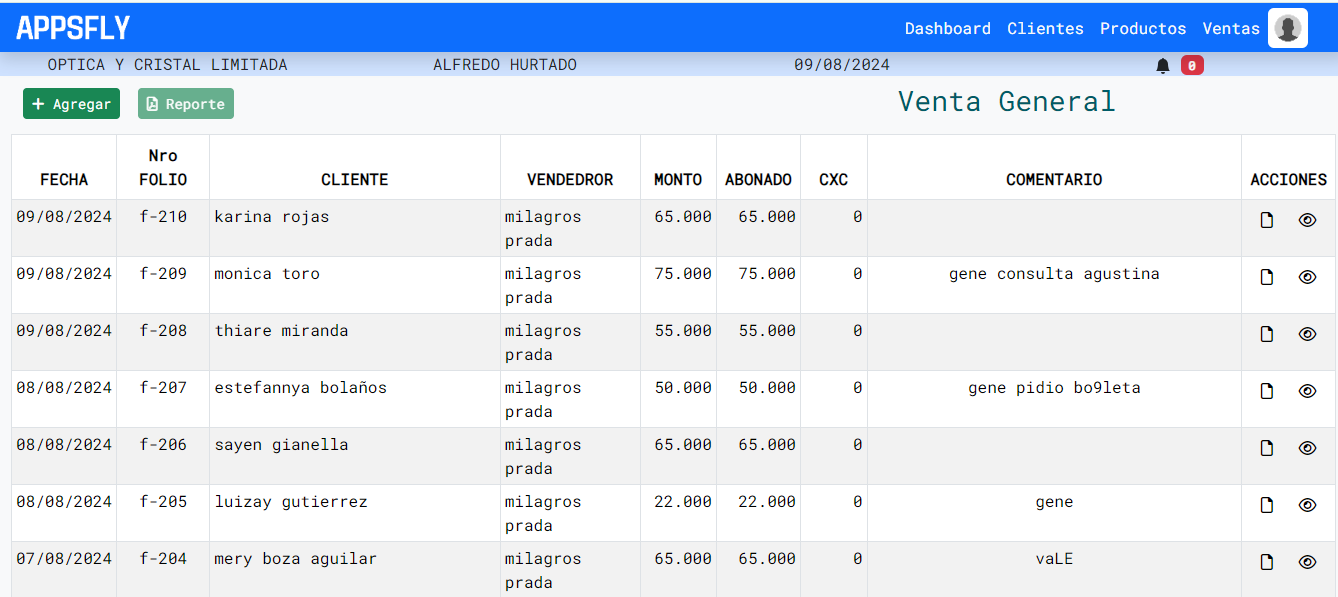 APPSFLY Dashboard Clientes Productos Ventas
OPTICA Y CRISTAL LIMITADA ALFREDO HURTADO 09/08/2024 0
+ Agregar Reporte Venta General
FECHA Nro FOLIO CLIENTE VENDEDROR MONTO ABONADO CXC COMENTARIO ACCIONES
09/08/2024 f-210 karina rojas milagros prada 65.000 65.000 0
09/08/2024 f-209 monica toro milagros prada 75.000 75.000 0 gene consulta agustina
09/08/2024 f-208 thiare miranda milagros prada 55.000 55.000 0
08/08/2024 f-207 estefannya bolaños milagros prada 50.000 50.000 0 gene pidio bo9leta
08/08/2024 f-206 sayen gianella milagros prada 65.000 65.000 0
08/08/2024 f-205 luizay gutierrez milagros prada 22.000 22.000 0 gene
07/08/2024 f-204 mery boza aguilar milagros prada 65.000 65.000 0 vaLE